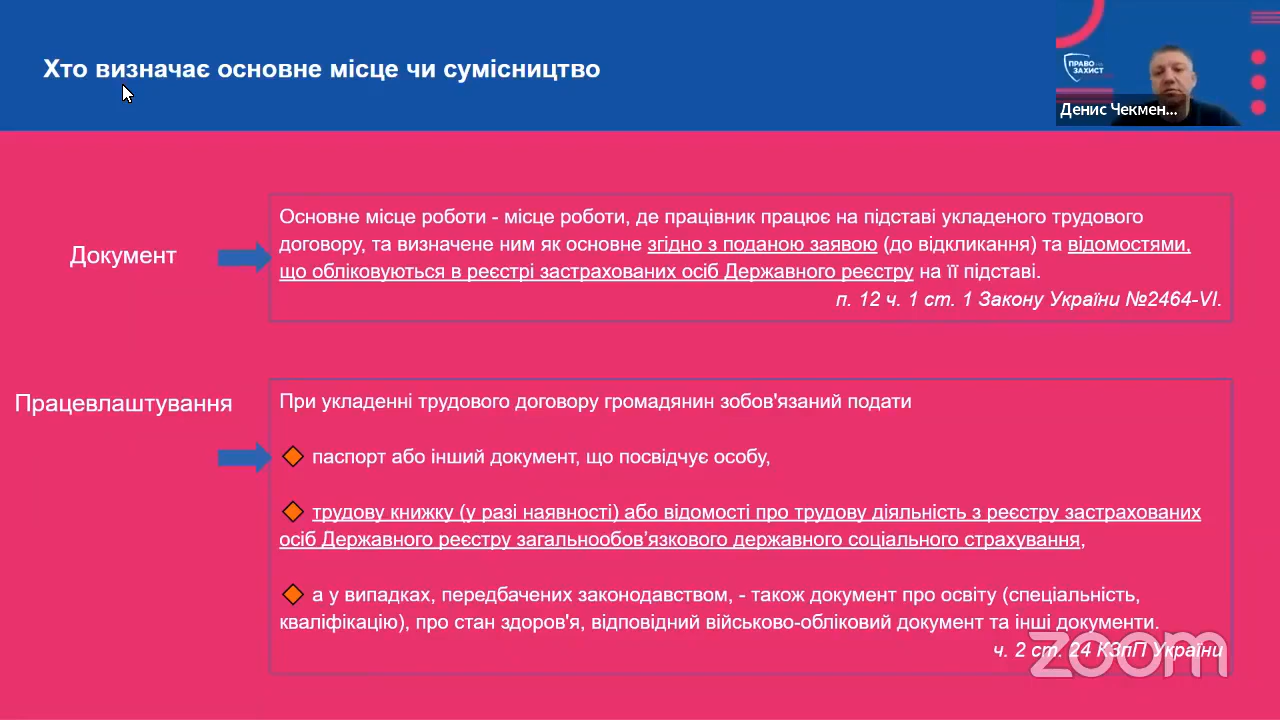 Хто визначає основне місце чи сумісництво
ПРАВО НА
ЗАХИСТ
Денис Чекмен...
Документ
Основне місце роботи - місце роботи, де працівник працює на підставі укладеного трудового
договору, та визначене ним як основне згідно з поданою заявою (до відкликання) та відомостями,
що обліковуються в реєстрі застрахованих осіб Державного реєстру на її підставі.
п. 12 ч. 1 ст. 1 Закону України №2464-VI.
Працевлаштування
При укладенні трудового договору громадянин зобов'язаний подати
паспорт або інший документ, що посвідчує особу,
трудову книжку (у разі наявності) або відомості про трудову діяльність з реєстру застрахованих
осіб Державного реєстру загальнообов’язкового державного соціального страхування,
а у випадках, передбачених законодавством, - також документ про освіту (спеціальність,
кваліфікацію), про стан здоров'я, відповідний військово-обліковий документ та інші документи.
ч. 2 ст. 24 КЗпП України
zoom